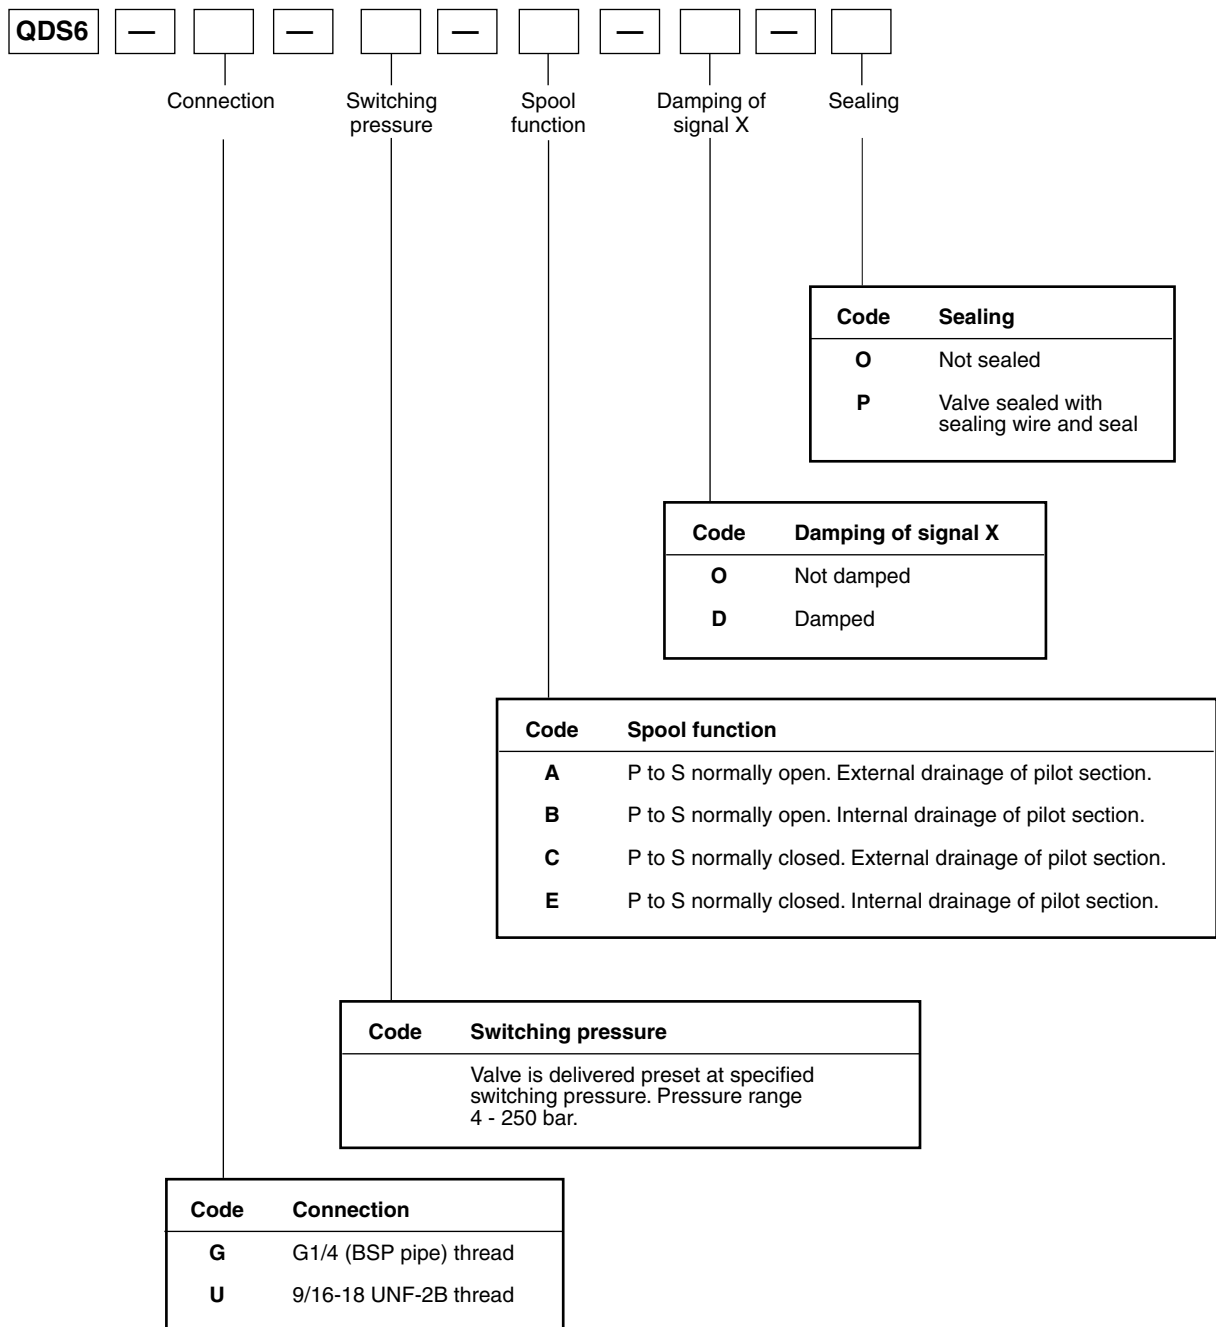 QDS6 — — — — —
Connection Switching Spool Damping of Sealing
pressure function signal X
Code Sealing
O Not sealed
P Valve sealed with
sealing wire and seal
Code Damping of signal X
O Not damped
D Damped
Code Spool function
A P to S normally open. External drainage of pilot section.
B P to S normally open. Internal drainage of pilot section.
C P to S normally closed. External drainage of pilot section.
E P to S normally closed. Internal drainage of pilot section.
Code Switching pressure
Valve is delivered preset at specified
switching pressure. Pressure range
4 - 250 bar.
Code Connection
G G1/4 (BSP pipe) thread
U 9/16-18 UNF-2B thread